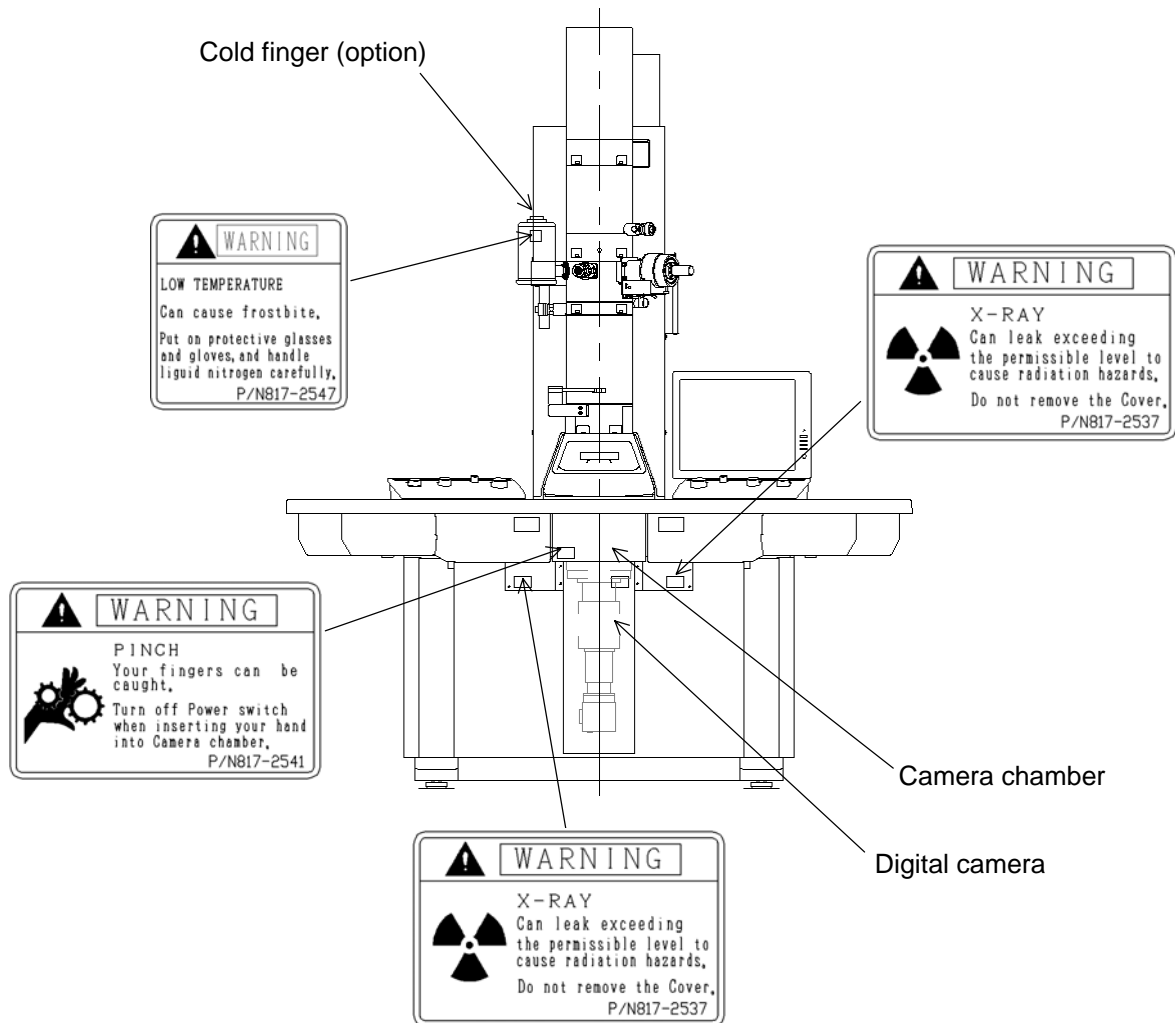 Cold finger (option)
WARNING
LOW TEMPERATURE
Can cause frostbite.
Put on protective glasses
and gloves, and handle
liguid nitrogen carefully.
P/N817-2547
WARNING
X-RAY
Can leak exceeding
the permissible level to
cause radiation hazards.
Do not remove the Cover.
P/N817-2537
WARNING
PINCH
Your fingers can be
caught.
Turn off Power switch
when inserting your hand
into Camera chamber.
P/N817-2541
Camera chamber
Digital camera
WARNING
X-RAY
Can leak exceeding
the permissible level to
cause radiation hazards.
Do not remove the Cover.
P/N817-2537